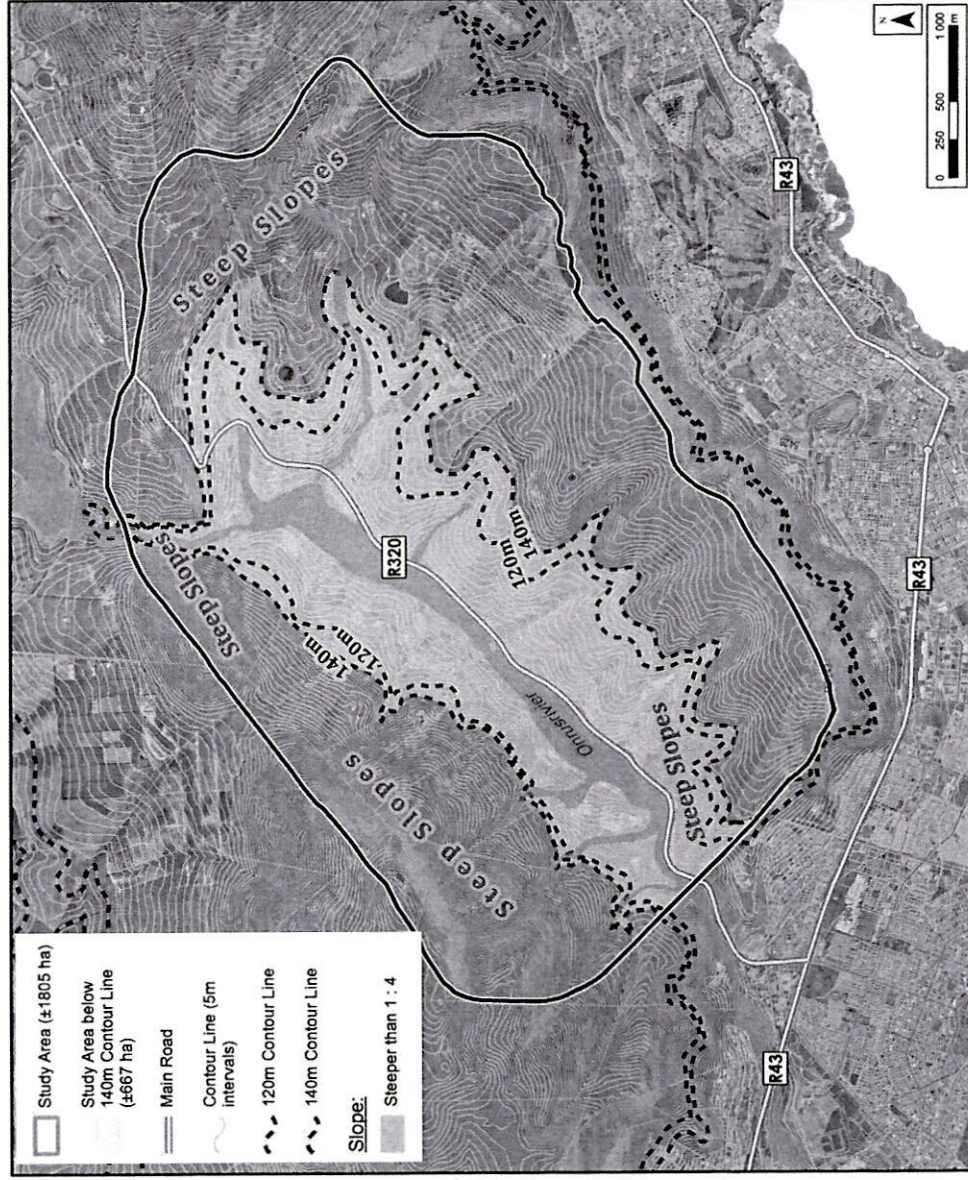 Study Area (±1805 ha)
Study Area below
140m Contour Line
(±667 ha)
Main Road
Contour Line (5m
intervals)
120m Contour Line
140m Contour Line
Slope:
Steeper than 1 : 4
Steep Slopes
Steep Slopes
Steep Slopes
Steep Slopes
140m
120m
120m
140m
R320
Onrusrivier
R43
R43
R43
N
0 250 500 1 000
m